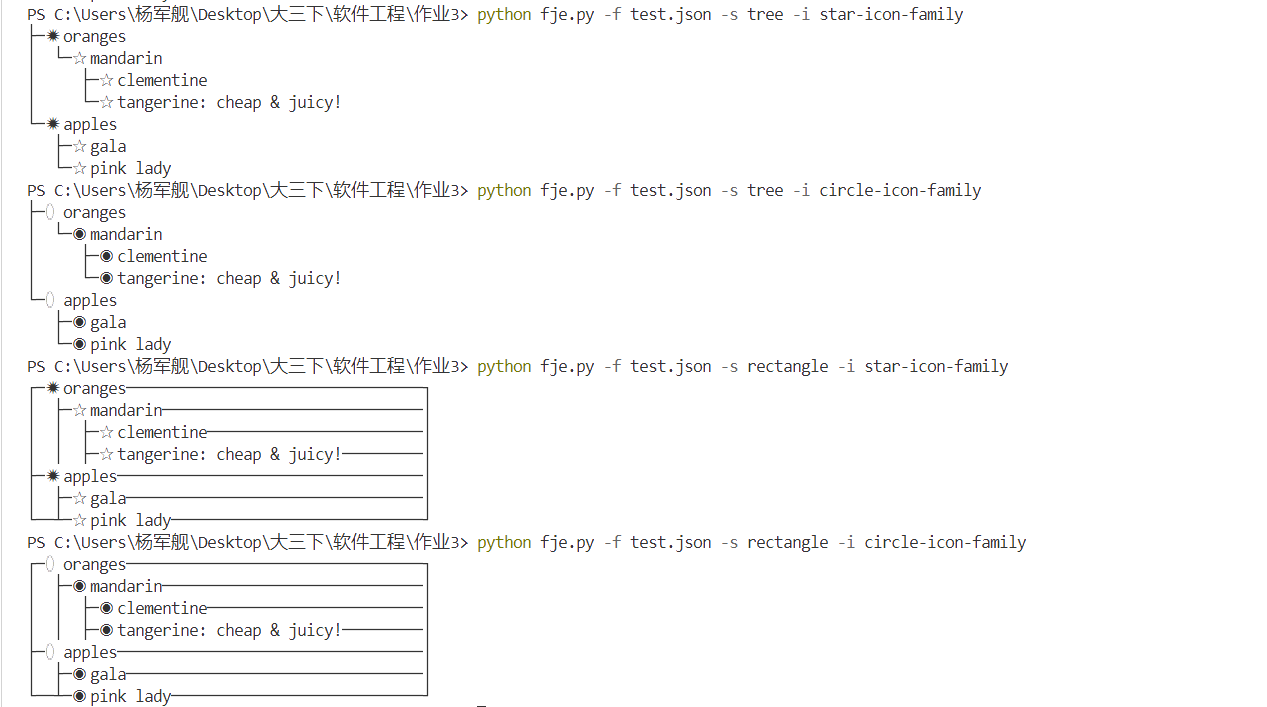 PS C:\Users\杨军舰\Desktop\大三下\软件工程\作业3> python fje.py -f test.json -s tree -i star-icon-family
├─✷oranges
│  └─☆mandarin
│     ├─☆clementine
│     └─☆tangerine: cheap & juicy!
└─✷apples
   ├─☆gala
   └─☆pink lady
PS C:\Users\杨军舰\Desktop\大三下\软件工程\作业3> python fje.py -f test.json -s tree -i circle-icon-family
├─⬯ oranges
│  └─◉mandarin
│     ├─◉clementine
│     └─◉tangerine: cheap & juicy!
└─⬯ apples
   ├─◉gala
   └─◉pink lady
PS C:\Users\杨军舰\Desktop\大三下\软件工程\作业3> python fje.py -f test.json -s rectangle -i star-icon-family
┌─✷oranges─────────────────────────────────┐
│  ├─☆mandarin─────────────────────────────
│  │  ├─☆clementine────────────────────────
│  │  ├─☆tangerine: cheap & juicy!─────────
├─✷apples──────────────────────────────────
│  ├─☆gala─────────────────────────────────
└──┴─☆pink lady────────────────────────────┘
PS C:\Users\杨军舰\Desktop\大三下\软件工程\作业3> python fje.py -f test.json -s rectangle -i circle-icon-family
┌─⬯ oranges────────────────────────────────┐
│  ├─◉mandarin─────────────────────────────
│  │  ├─◉clementine────────────────────────
│  │  ├─◉tangerine: cheap & juicy!─────────
├─⬯ apples─────────────────────────────────
│  ├─◉gala─────────────────────────────────
└──┴─◉pink lady────────────────────────────┘